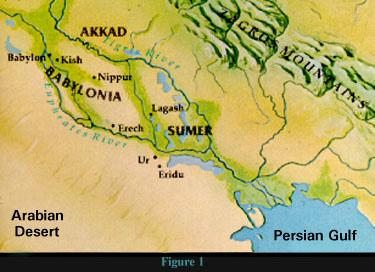 AKKAD
Tigris River
ZAGROS MOUNTAINS
Babylon
Kish
Nippur
BABYLONIA
Euphrates River
Lagash
Erech
SUMER
Ur
Eridu
Arabian
Desert
Persian Gulf
Figure 1